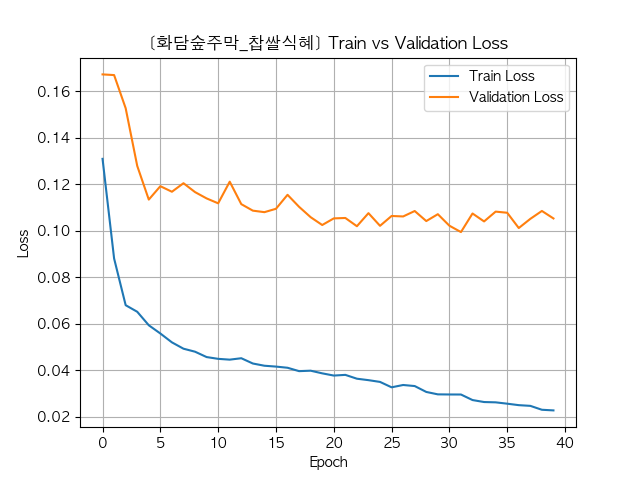 [화담숲주막_찹쌀식혜] Train vs Validation Loss
Train Loss
Validation Loss
Loss
0.16
0.14
0.12
0.10
0.08
0.06
0.04
0.02
0 5 10 15 20 25 30 35 40
Epoch